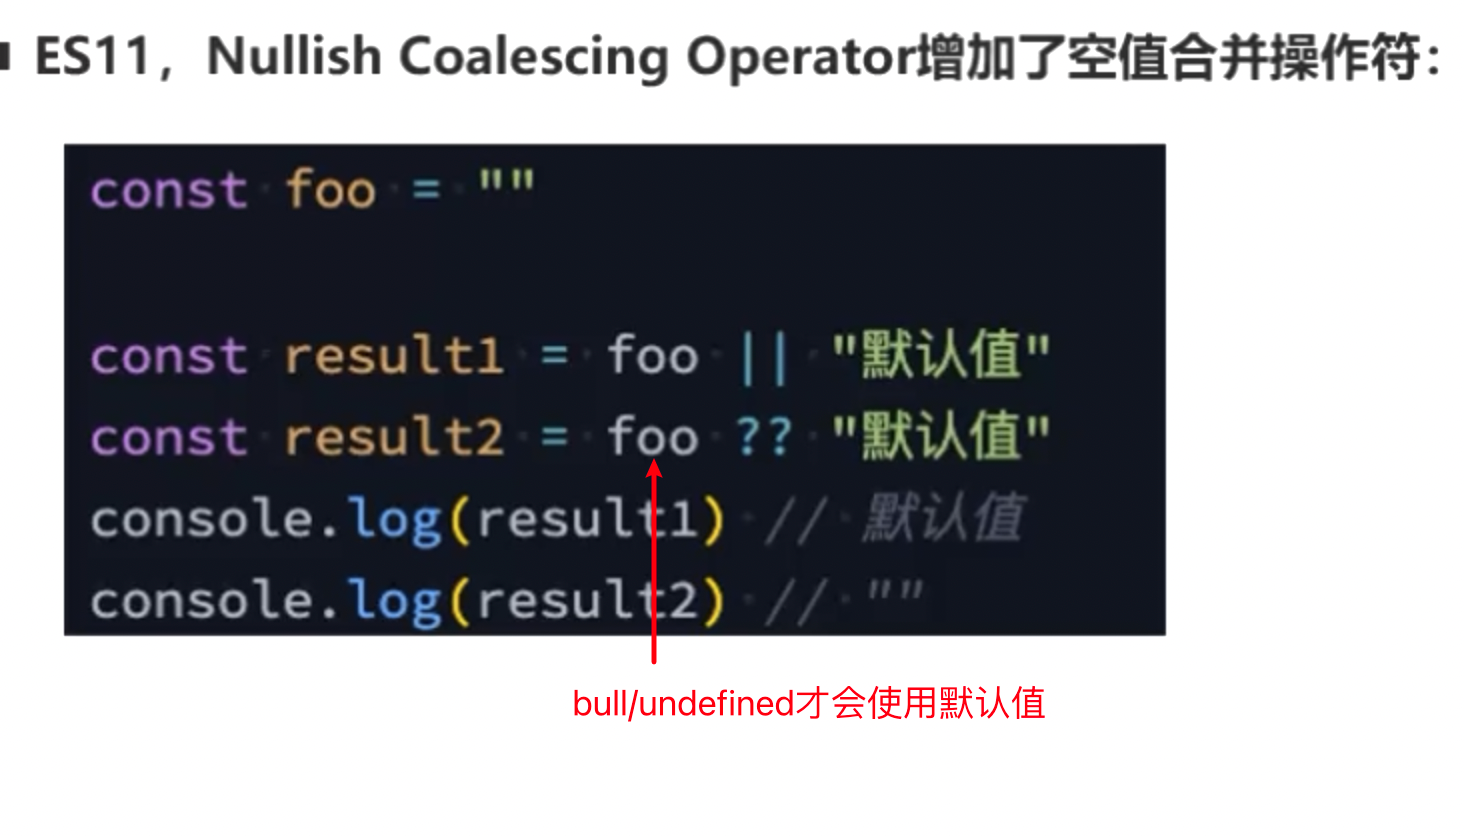 ES11，Nullish Coalescing Operator增加了空值合并操作符：
const foo = ""
const result1 = foo || "默认值"
const result2 = foo ?? "默认值"
console.log(result1) // 默认值
console.log(result2) // ""
bull/undefined才会使用默认值